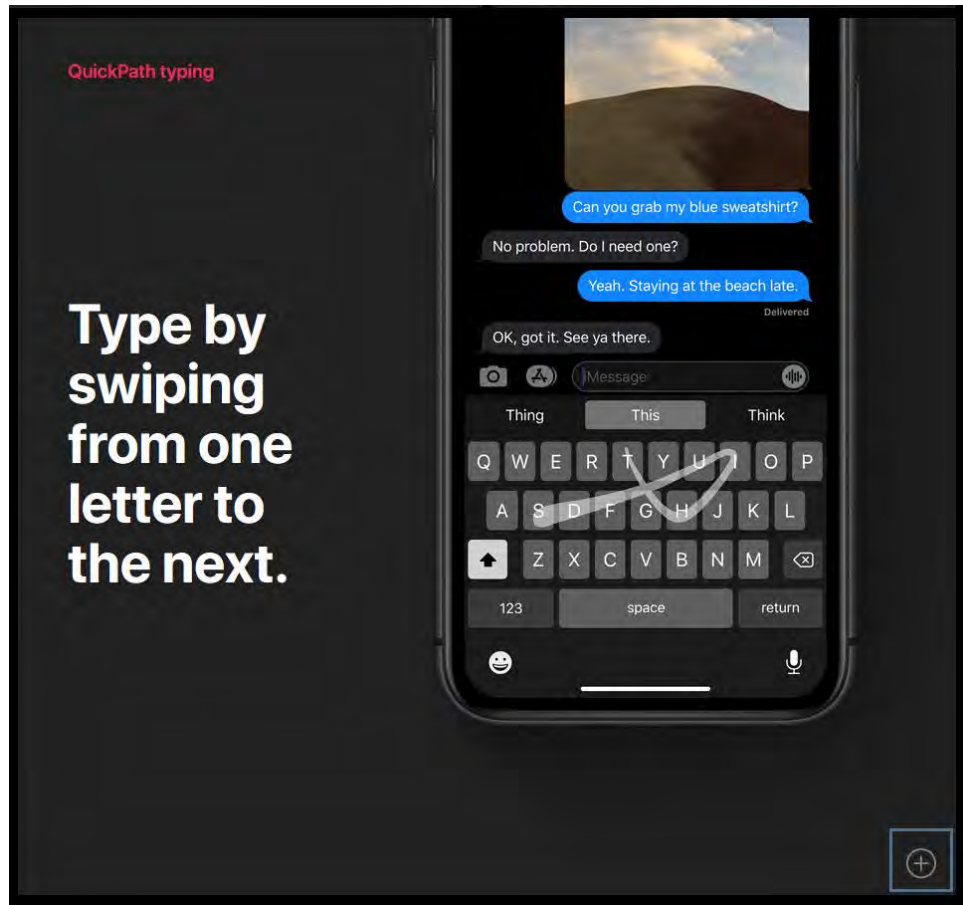 QuickPath typing
Type by
swiping
from one
letter to
the next.
Can you grab my blue sweatshirt?
No problem. Do I need one?
Yeah. Staying at the beach late.
Delivered
OK, got it. See ya there.
iMessage
Thing This Think
Q W E R T Y U I O P
A S D F G H J K L
Z X C V B N M
123 space return